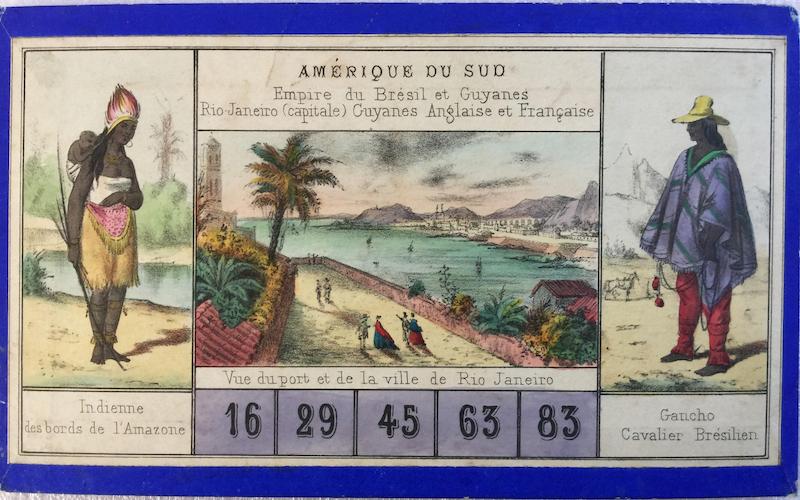 AMÉRIQUE DU SUD
Empire du Brésil et Guyanes
Rio-Janeiro (capitale) Guyanes Anglaise et Française
Vue du port et de la ville de Rio Janeiro
Indienne
des bords de l'Amazone
16 29 45 63 83
Gaucho
Cavalier Brésilien